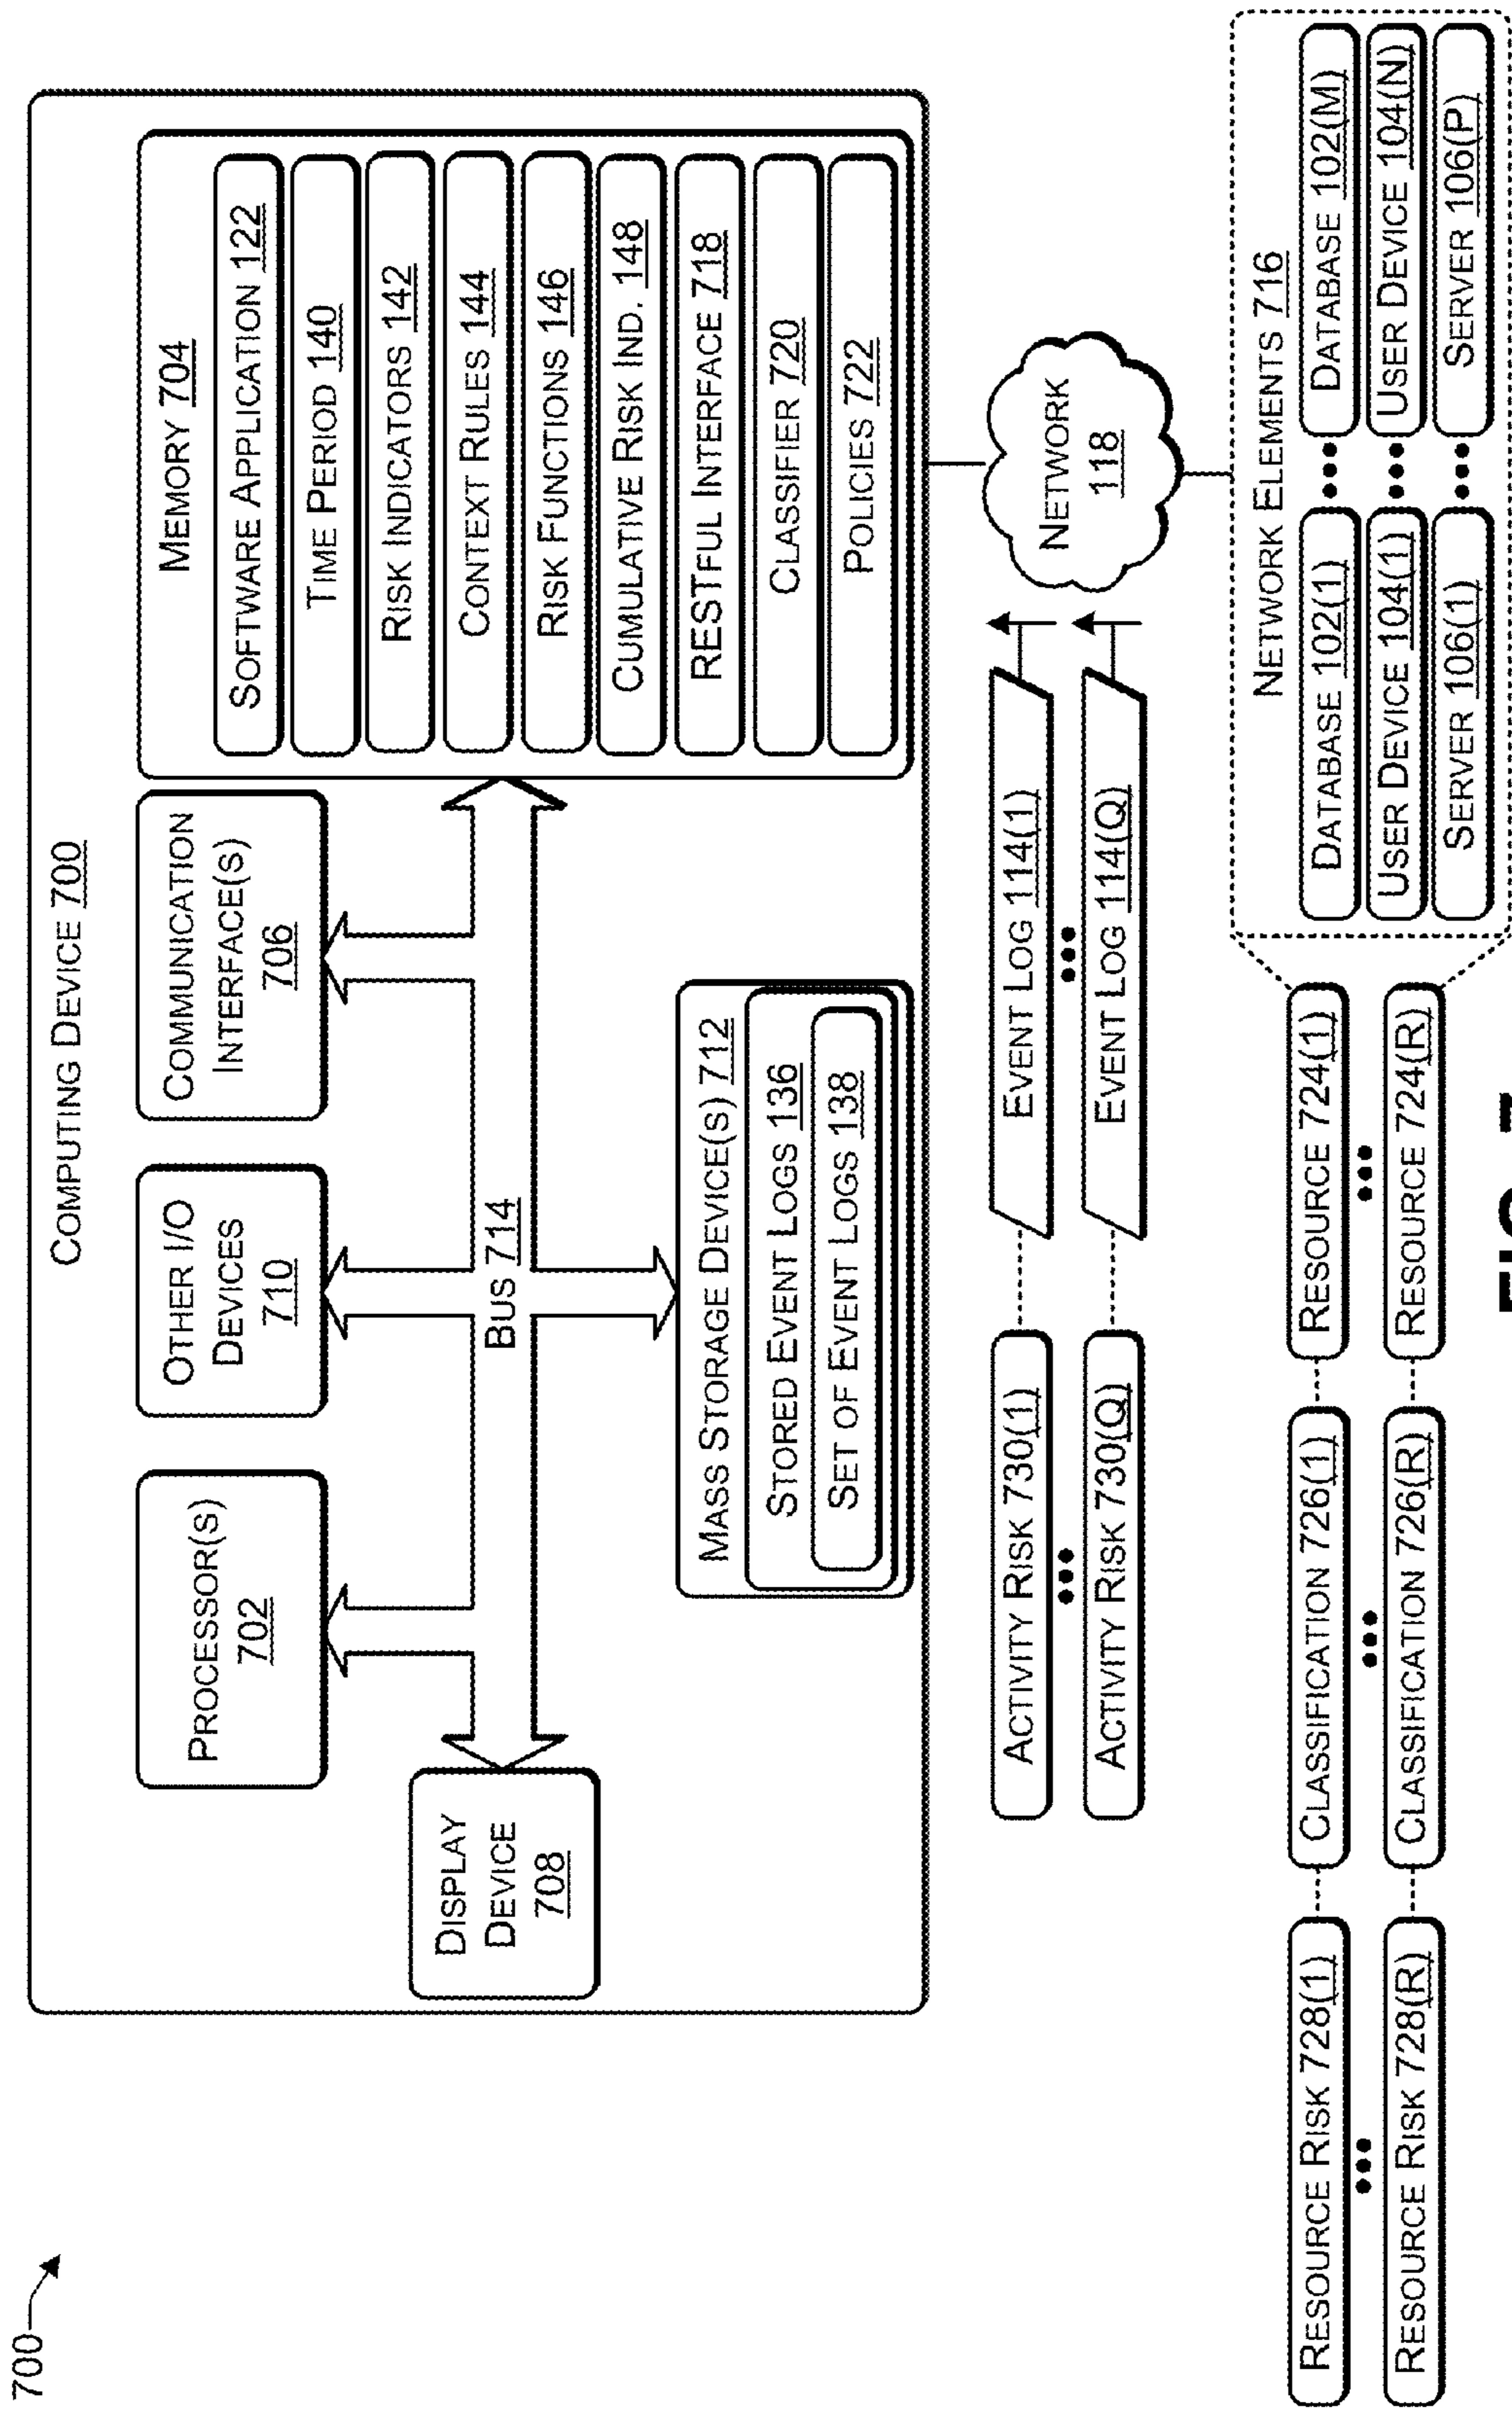 700
COMPUTING DEVICE 700
PROCESSOR(S)
702
OTHER I/O
DEVICES
710
COMMUNICATION
INTERFACE(S)
706
MEMORY 704
SOFTWARE APPLICATION 122
TIME PERIOD 140
RISK INDICATORS 142
CONTEXT RULES 144
RISK FUNCTIONS 146
CUMULATIVE RISK IND. 148
RESTFUL INTERFACE 718
CLASSIFIER 720
POLICIES 722
DISPLAY
DEVICE
708
BUS 714
MASS STORAGE DEVICE(S) 712
STORED EVENT LOGS 136
SET OF EVENT LOGS 138
ACTIVITY RISK 730(1)
EVENT LOG 114(1)
ACTIVITY RISK 730(Q)
EVENT LOG 114(Q)
NETWORK
118
NETWORK ELEMENTS 716
DATABASE 102(1)
DATABASE 102(M)
USER DEVICE 104(1)
USER DEVICE 104(N)
SERVER 106(1)
SERVER 106(P)
RESOURCE RISK 728(1)
CLASSIFICATION 726(1)
RESOURCE 724(1)
RESOURCE RISK 728(R)
CLASSIFICATION 726(R)
RESOURCE 724(R)